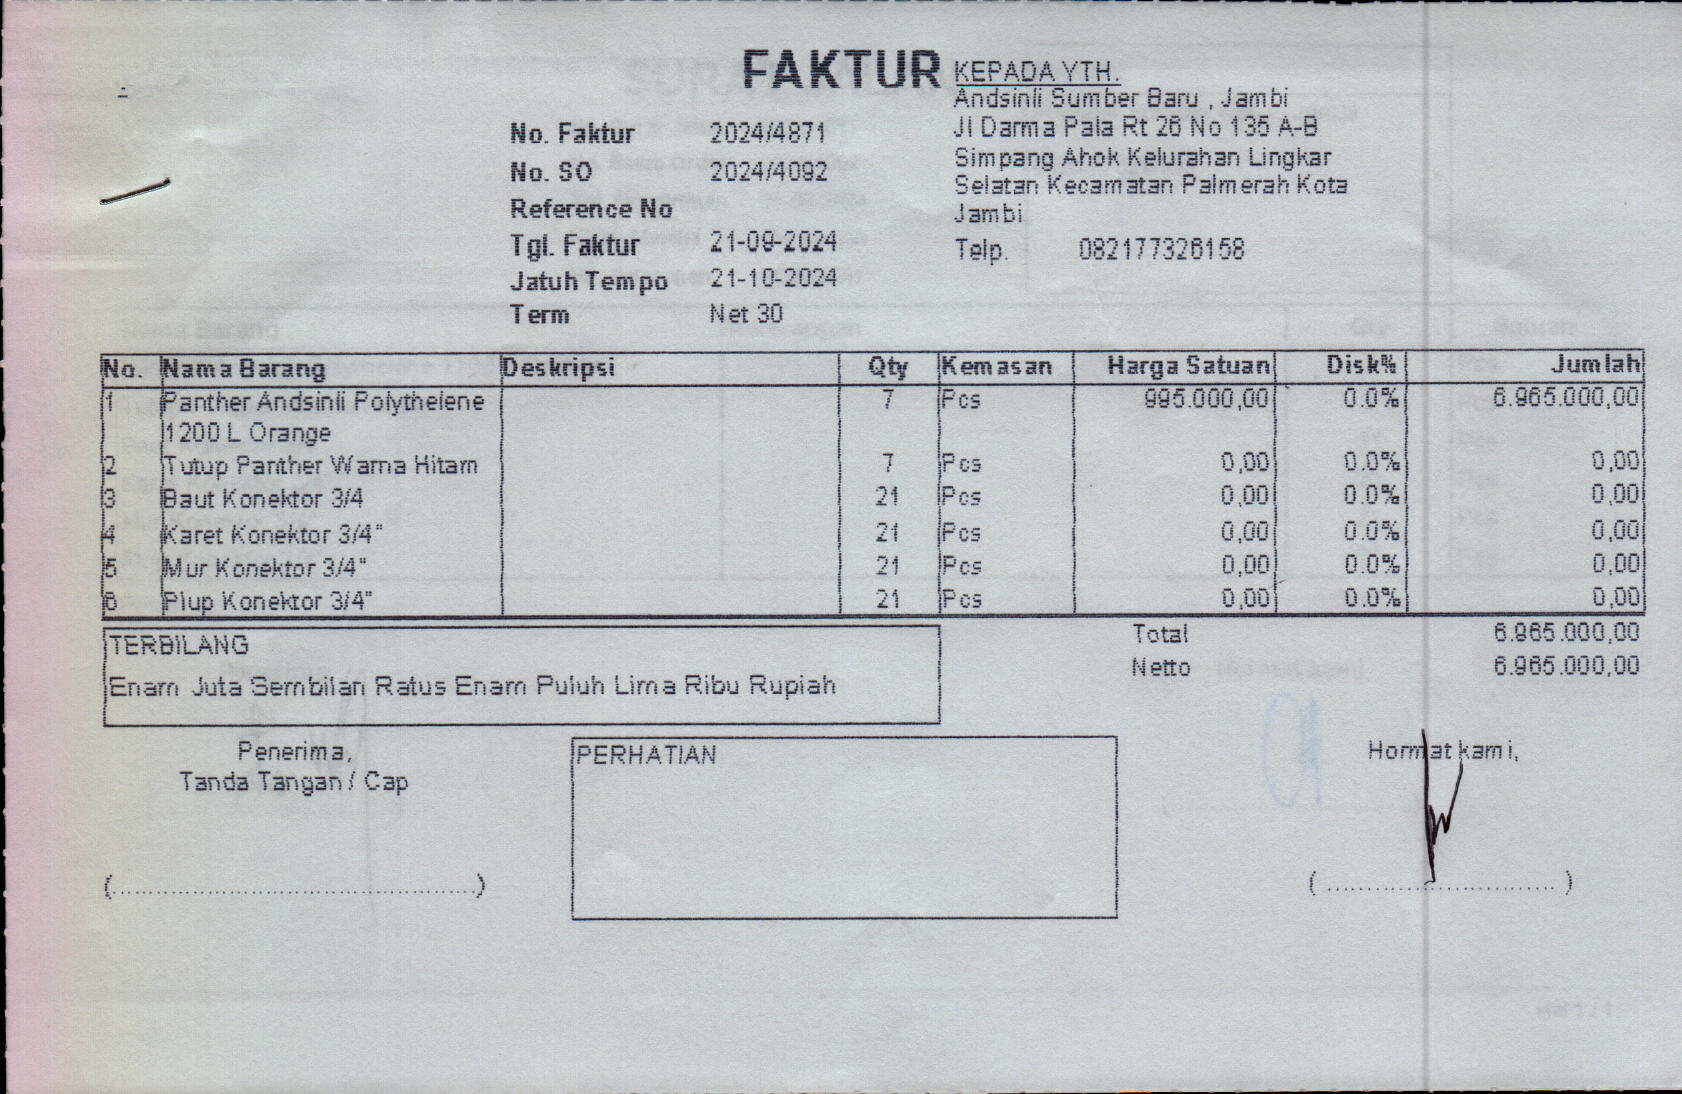 FAKTUR
KEPADA YTH.
Andsinli Sumber Baru , Jambi
Jl Darma Pala Rt 26 No 135 A-B
Simpang Ahok Kelurahan Lingkar
Selatan Kecamatan Palmerah Kota
Jambi
Telp. 082177326158
No. Faktur 2024/4871
No. SO 2024/4092
Reference No
Tgl. Faktur 21-09-2024
Jatuh Tempo 21-10-2024
Term Net 30
No. Nama Barang Deskripsi Qty Kemasan Harga Satuan Disk% Jumlah
1 Panther Andsinli Polythelene 7 Pcs 995.000,00 0.0% 6.965.000,00
1200 L Orange
2 Tutup Panther Warna Hitam 7 Pcs 0,00 0.0% 0,00
3 Baut Konektor 3/4 21 Pcs 0,00 0.0% 0,00
4 Karet Konektor 3/4" 21 Pcs 0,00 0.0% 0,00
5 Mur Konektor 3/4" 21 Pcs 0,00 0.0% 0,00
6 Plup Konektor 3/4" 21 Pcs 0,00 0.0% 0,00
Total 6.965.000,00
Netto 6.965.000,00
TERBILANG
Enam Juta Sembilan Ratus Enam Puluh Lima Ribu Rupiah
Penerima,
Tanda Tangan / Cap
PERHATIAN
Hormat kami,